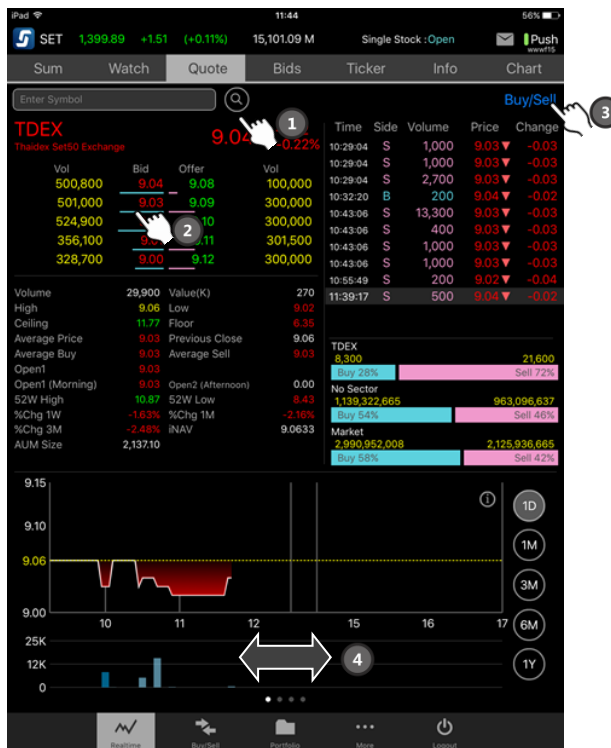 iPad 11:44 56%
SET 1,399.89 +1.51 (+0.11%) 15,101.09 M Single Stock :Open Push
wwwf15
Sum Watch Quote Bids Ticker Info Chart
Enter Symbol Buy/Sell
1
3
TDEX 9.04
Thaidex Set50 Exchange -0.22%
Vol Bid Offer Vol
500,800 9.04 9.08 100,000
501,000 9.03 9.09 300,000
524,900 .10 300,000
356,100 9.0 .11 301,500
328,700 9.00 9.12 300,000
2
Time Side Volume Price Change
10:29:04 S 1,000 9.03▼ -0.03
10:29:04 S 1,000 9.03▼ -0.03
10:29:04 S 2,700 9.03▼ -0.03
10:32:20 B 200 9.04▼ -0.02
10:43:06 S 13,300 9.03▼ -0.03
10:43:06 S 400 9.03▼ -0.03
10:43:06 S 1,000 9.03▼ -0.03
10:43:06 S 1,000 9.03▼ -0.03
10:55:49 S 200 9.02▼ -0.04
11:39:17 S 500 9.04▼ -0.02
Volume 29,900 Value(K) 270
High 9.06 Low 9.02
Ceiling 11.77 Floor 6.35
Average Price 9.03 Previous Close 9.06
Average Buy 9.03 Average Sell 9.03
Open1 9.03
Open1 (Morning) 9.03 Open2 (Afternoon) 0.00
52W High 10.87 52W Low 8.43
%Chg 1W -1.63% %Chg 1M -2.16%
%Chg 3M -2.48% iNAV 9.0633
AUM Size 2,137.10
TDEX
8,300 21,600
Buy 28% Sell 72%
No Sector
1,139,322,665 963,096,637
Buy 54% Sell 46%
Market
2,990,952,008 2,125,936,665
Buy 58% Sell 42%
9.15
9.10
9.06
9.00
10 11 12 15 16 17
25K
12K
0
1D
1M
3M
6M
1Y
4
Realtime Buy/Sell Portfolio More Logout